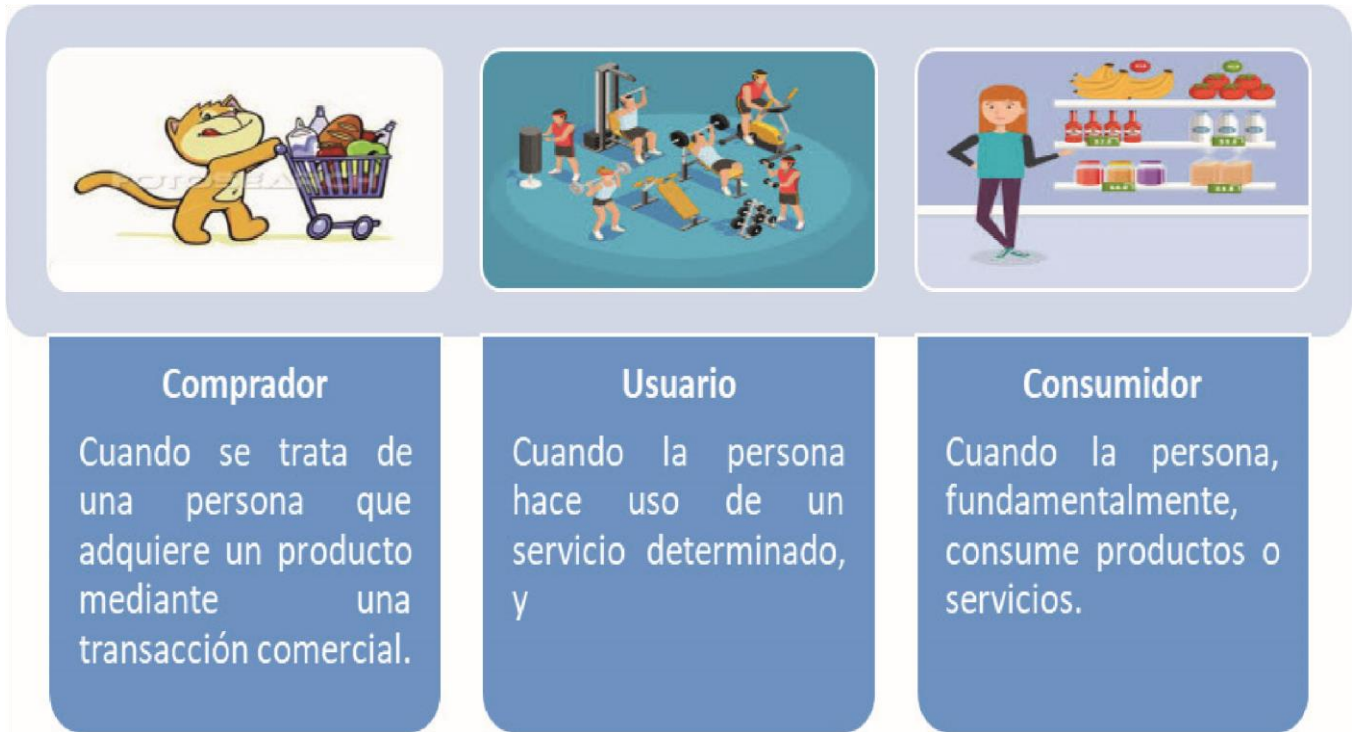 Comprador
Cuando se trata de
una persona que
adquiere un producto
mediante una
transacción comercial.
Usuario
Cuando la persona
hace uso de un
servicio determinado,
y
Consumidor
Cuando la persona,
fundamentalmente,
consume productos o
servicios.